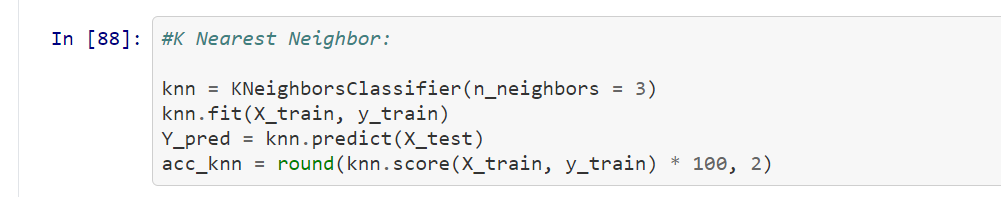 In [88]: #K Nearest Neighbor:
knn = KNeighborsClassifier(n_neighbors = 3)
knn.fit(X_train, y_train)
Y_pred = knn.predict(X_test)
acc_knn = round(knn.score(X_train, y_train) * 100, 2)